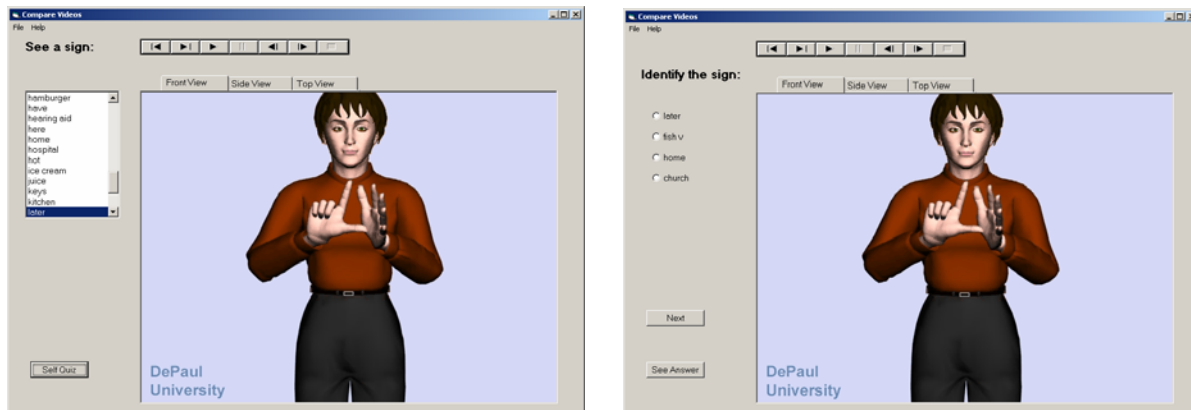 Compare Videos
File Help
See a sign:
Front View Side View Top View
hamburger
have
hearing aid
here
home
hospital
hot
ice cream
juice
keys
kitchen
later
Self Quiz
DePaul
University
Compare Videos
File Help
Identify the sign:
Front View Side View Top View
later
fish v
home
church
Next
See Answer
DePaul
University